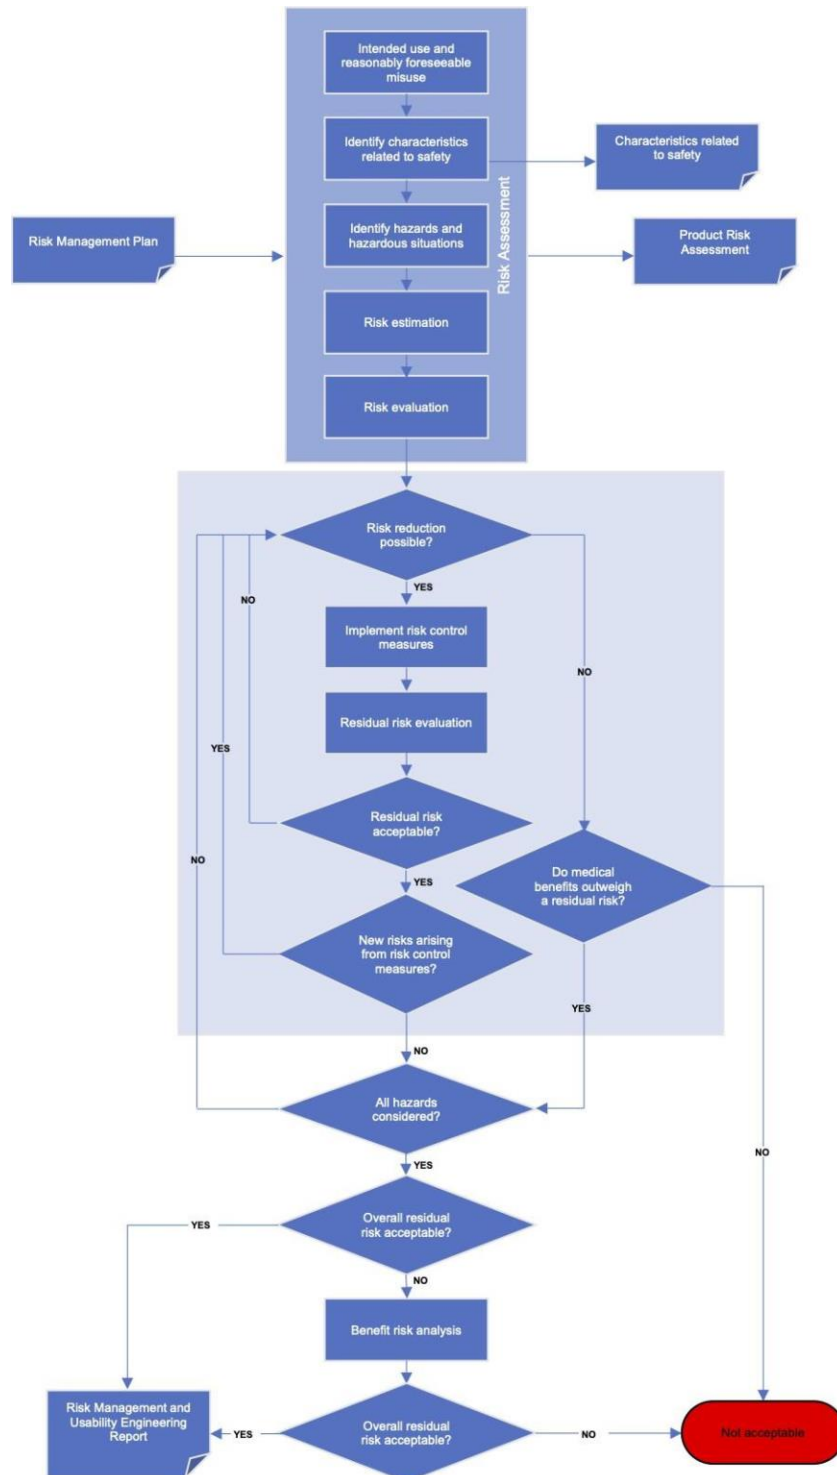 Intended use and
reasonably foreseeable
misuse
Identify characteristics
related to safety
Characteristics related
to safety
Risk Assessment
Identify hazards and
hazardous situations
Risk Management Plan
Product Risk
Assessment
Risk estimation
Risk evaluation
Risk reduction
possible?
YES
NO
Implement risk control
measures
NO
Residual risk evaluation
YES
Residual risk
acceptable?
NO
YES
Do medical
benefits outweigh
a residual risk?
New risks arising
from risk control
measures?
YES
NO
All hazards
considered?
NO
YES
Overall residual
risk acceptable?
YES
NO
Benefit risk analysis
Risk Management and
Usability Engineering
Report
YES
Overall residual
risk acceptable?
NO
Not acceptable